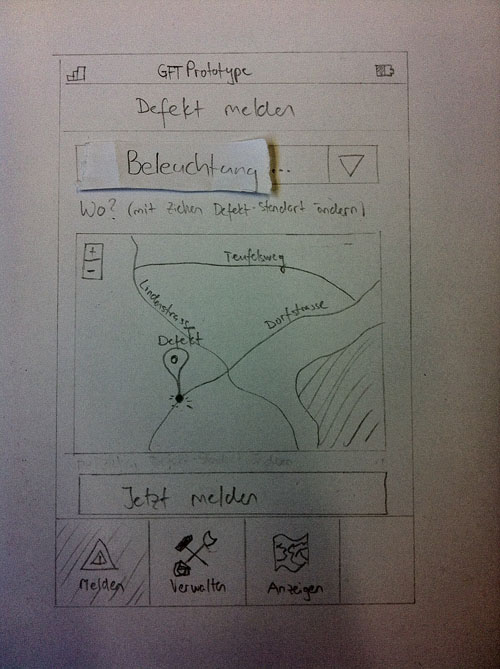 GFT Prototype
Defekt melden
Beleuchtung ...
Wo? (mit ziehen Defekt-Standort ändern)
+
-
Teufelsweg
Lindenstrasse
Dorfstrasse
Defekt
Jetzt melden
Melden
Verwalten
Anzeigen